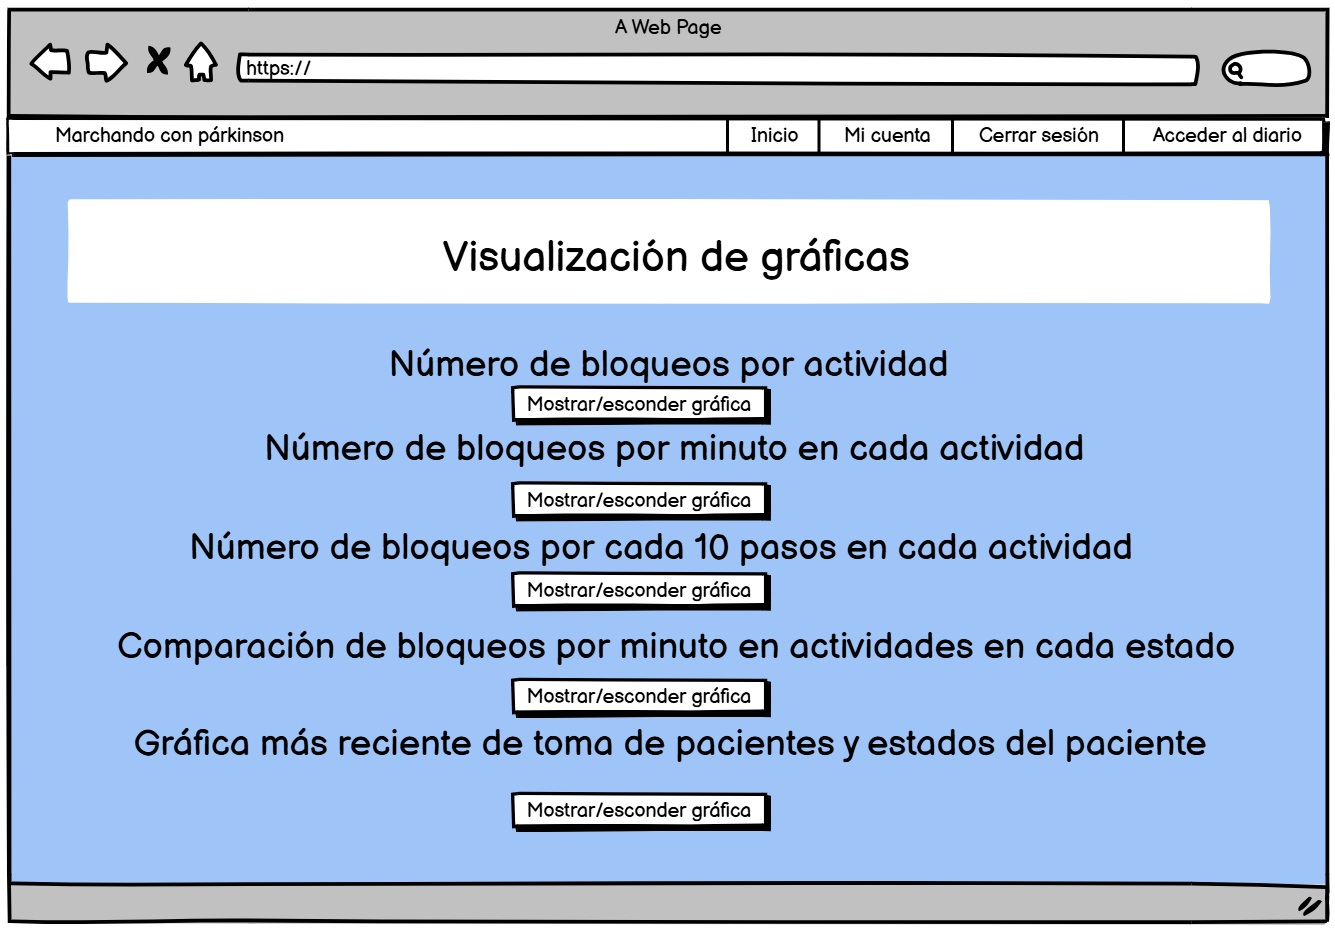 A Web Page
https://
Marchando con párkinson Inicio Mi cuenta Cerrar sesión Acceder al diario
Visualización de gráficas
Número de bloqueos por actividad
Mostrar/esconder gráfica
Número de bloqueos por minuto en cada actividad
Mostrar/esconder gráfica
Número de bloqueos por cada 10 pasos en cada actividad
Mostrar/esconder gráfica
Comparación de bloqueos por minuto en actividades en cada estado
Mostrar/esconder gráfica
Gráfica más reciente de toma de pacientes y estados del paciente
Mostrar/esconder gráfica